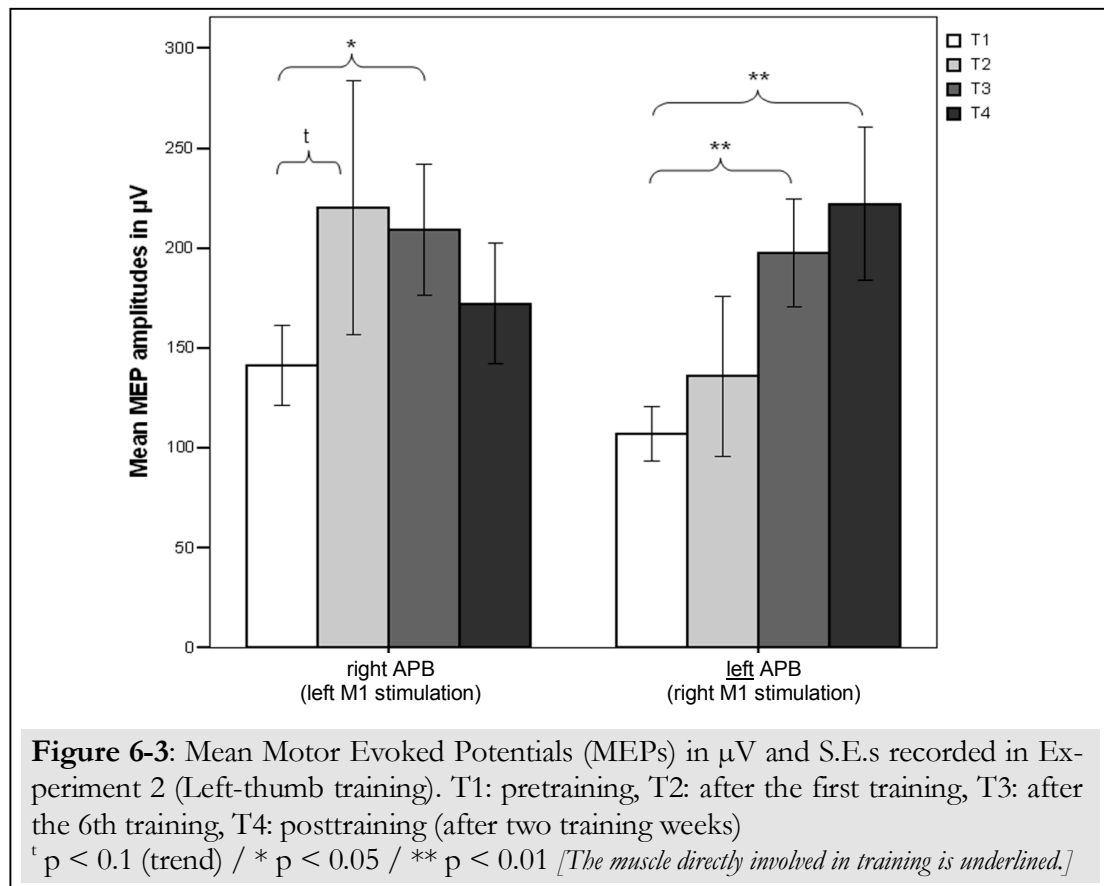 300
250
200
150
100
50
0
Mean MEP amplitudes in µV
*
t
**
**
T1
T2
T3
T4
right APB
(left M1 stimulation)
left APB
(right M1 stimulation)
Figure 6-3: Mean Motor Evoked Potentials (MEPs) in µV and S.E.s recorded in Ex-
periment 2 (Left-thumb training). T1: pretraining, T2: after the first training, T3: after
the 6th training, T4: posttraining (after two training weeks)
t p < 0.1 (trend) / * p < 0.05 / ** p < 0.01 [The muscle directly involved in training is underlined.]